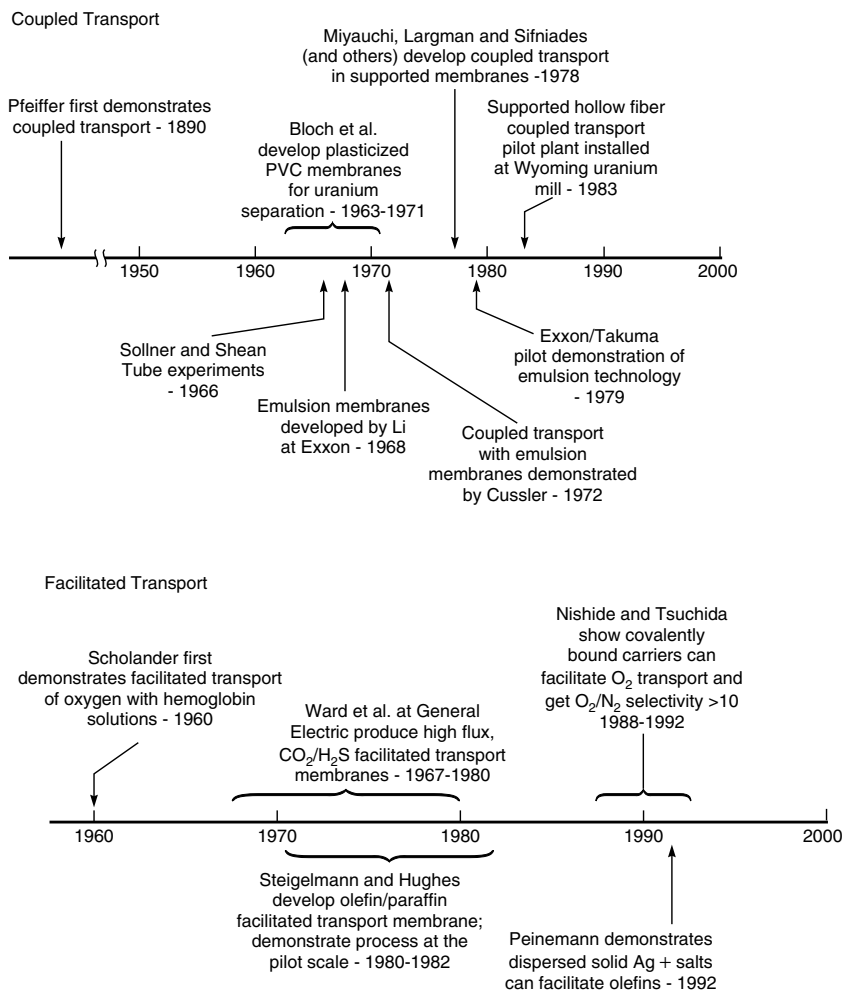 Coupled Transport
Miyauchi, Largman and Sifniades
(and others) develop coupled transport
in supported membranes -1978
Pfeiffer first demonstrates
coupled transport - 1890
Bloch et al.
develop plasticized
PVC membranes
for uranium
separation - 1963-1971
Supported hollow fiber
coupled transport
pilot plant installed
at Wyoming uranium
mill - 1983
1950 1960 1970 1980 1990 2000
Sollner and Shean
Tube experiments
- 1966
Emulsion membranes
developed by Li
at Exxon - 1968
Coupled transport
with emulsion
membranes demonstrated
by Cussler - 1972
Exxon/Takuma
pilot demonstration of
emulsion technology
- 1979
Facilitated Transport
Scholander first
demonstrates facilitated transport
of oxygen with hemoglobin
solutions - 1960
Ward et al. at General
Electric produce high flux,
CO2/H2S facilitated transport
membranes - 1967-1980
Nishide and Tsuchida
show covalently
bound carriers can
facilitate O2 transport and
get O2/N2 selectivity >10
1988-1992
1960 1970 1980 1990 2000
Steigelmann and Hughes
develop olefin/paraffin
facilitated transport membrane;
demonstrate process at the
pilot scale - 1980-1982
Peinemann demonstrates
dispersed solid Ag + salts
can facilitate olefins - 1992